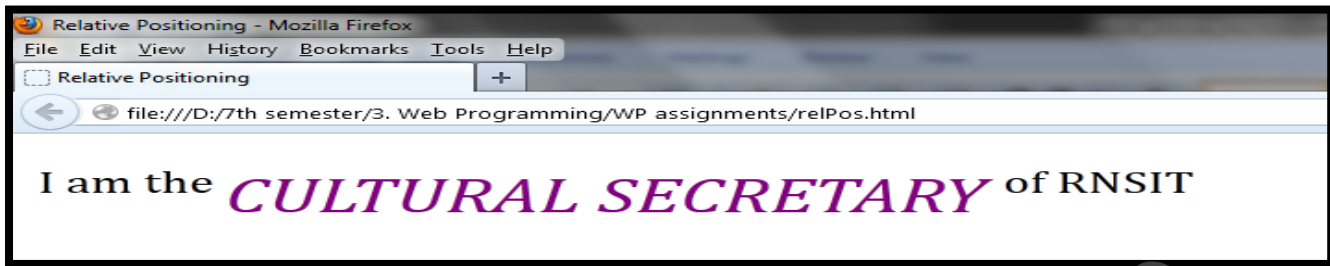 Relative Positioning - Mozilla Firefox
File Edit View History Bookmarks Tools Help
Relative Positioning +
file:///D:/7th semester/3. Web Programming/WP assignments/relPos.html
I am the CULTURAL SECRETARY of RNSIT